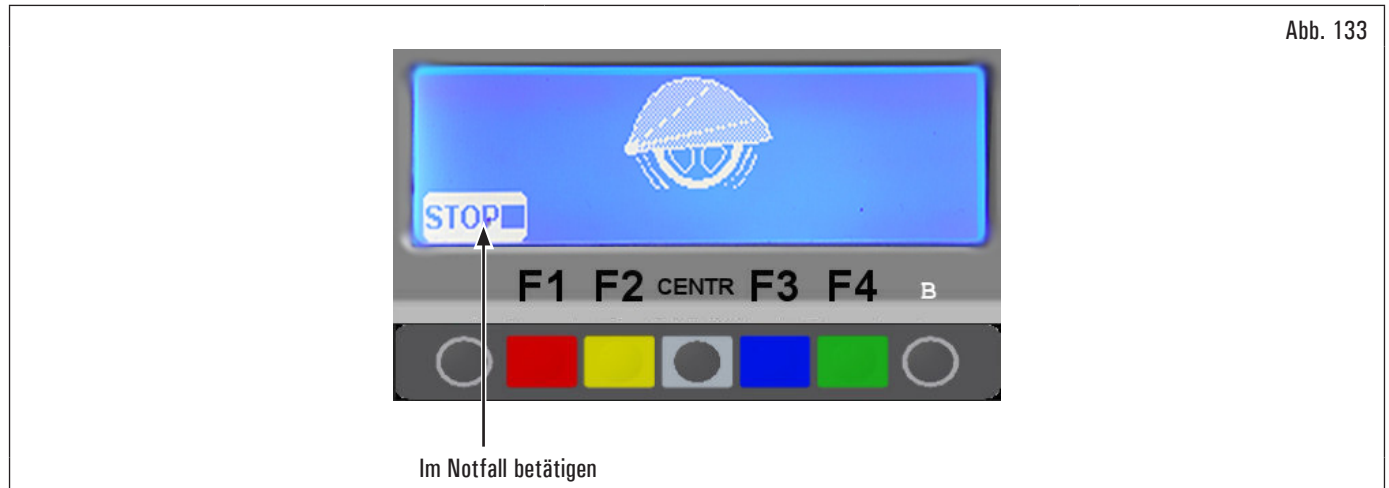 Abb. 133
STOP
F1 F2 CENTR F3 F4 B
Im Notfall betätigen